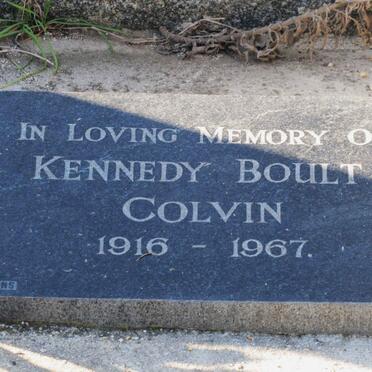 IN LOVING MEMORY O
KENNEDY BOULT
COLVIN
1916 - 1967.